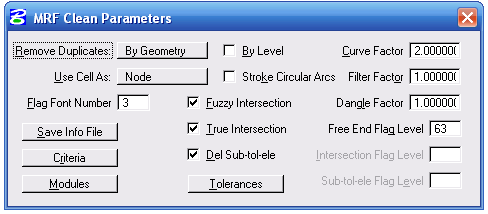 MRF Clean Parameters
Remove Duplicates: By Geometry By Level Curve Factor 2.000000
Use Cell As: Node Stroke Circular Arcs Filter Factor 1.000000
Flag Font Number 3 Fuzzy Intersection Dangle Factor 1.000000
Save Info File True Intersection Free End Flag Level 63
Criteria Del Sub-tol-ele Intersection Flag Level
Modules Tolerances Sub-tol-ele Flag Level